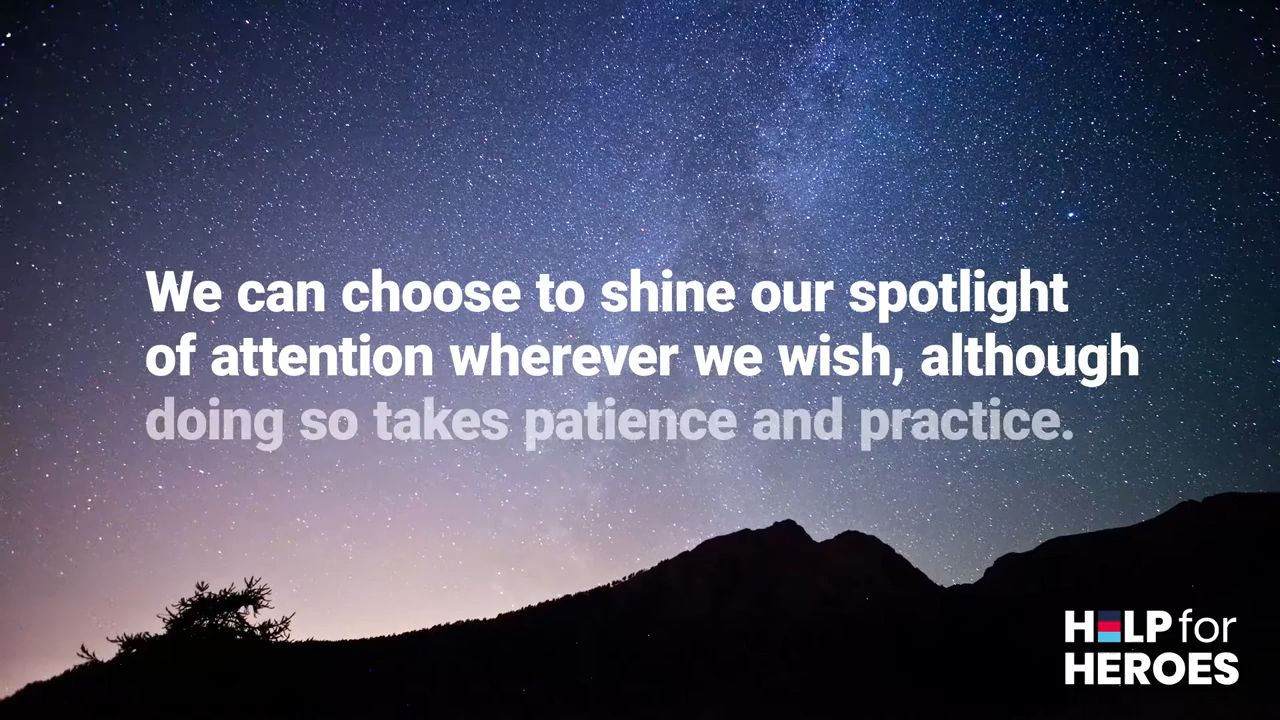 We can choose to shine our spotlight
of attention wherever we wish, although
doing so takes patience and practice.
HELP for
HEROES